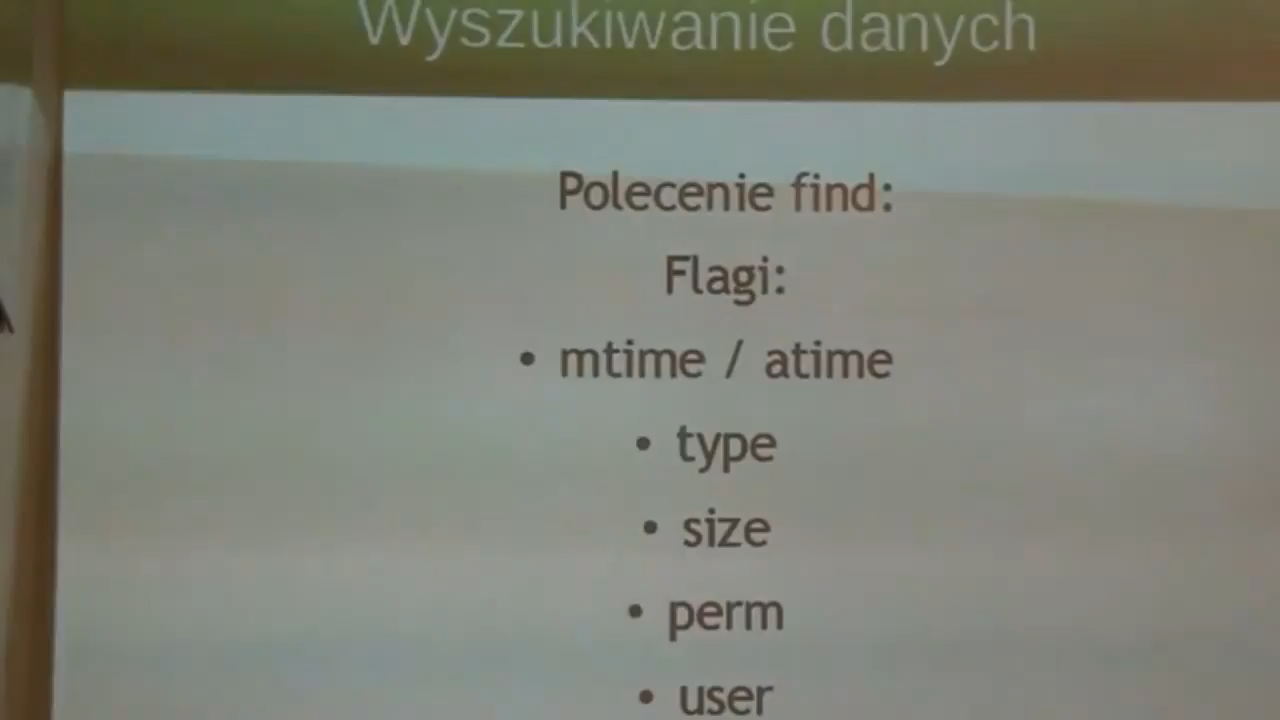 Wyszukiwanie danych
Polecenie find:
Flagi:
• mtime / atime
• type
• size
• perm
• user